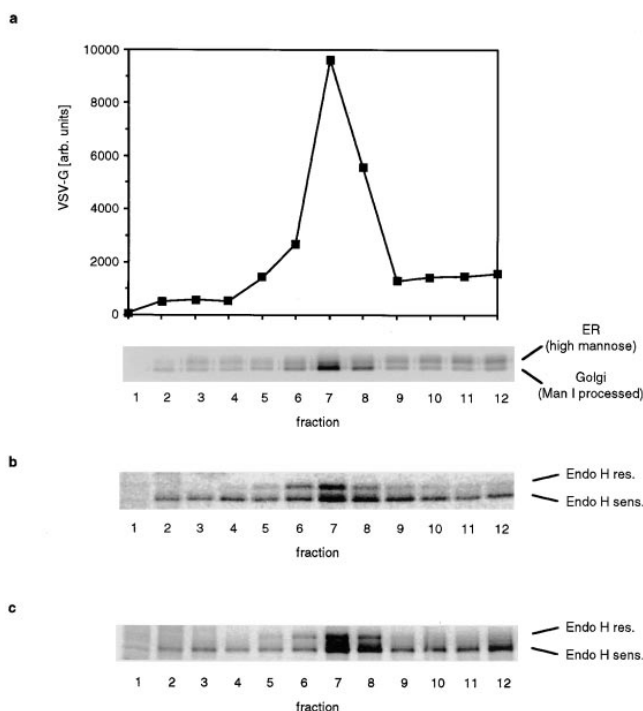 a
10000
8000
6000
4000
2000
0
VSV-G [arb. units]
ER
(high mannose)
Golgi
(Man I processed)
1 2 3 4 5 6 7 8 9 10 11 12
fraction
b
Endo H res.
Endo H sens.
1 2 3 4 5 6 7 8 9 10 11 12
fraction
c
Endo H res.
Endo H sens.
1 2 3 4 5 6 7 8 9 10 11 12
fraction